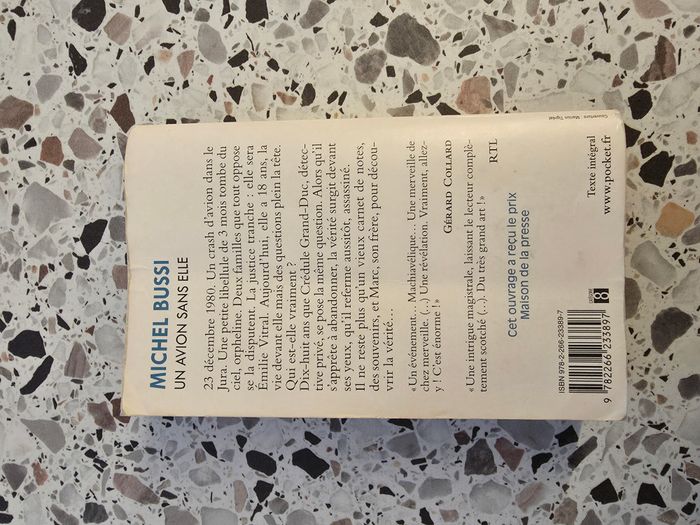 MICHEL BUSSI
UN AVION SANS ELLE
23 décembre 1980. Un crash d'avion dans le
Jura. Une petite libellule de 3 mois tombe du
ciel, orpheline. Deux familles que tout oppose
se la disputent. La justice tranche : elle sera
Émilie Vitral. Aujourd'hui, elle a 18 ans, la
vie devant elle mais des questions plein la tête.
Qui est-elle vraiment ?
Dix-huit ans que Crédule Grand-Duc, détec-
tive privé, se pose la même question. Alors qu'il
s'apprête à abandonner, la vérité surgit devant
ses yeux, qu'il referme aussitôt, assassiné.
Il ne reste plus qu'un vieux carnet de notes,
des souvenirs, et Marc, son frère, pour décou-
vrir la vérité…
« Un événement… Machiavélique… Une merveille de
chez merveille. (…) Une révélation. Vraiment, allez-
y ! C'est énorme ! »
GÉRARD COLLARD
« Une intrigue magistrale, laissant le lecteur complè-
tement scotché (…). Du très grand art ! »
RTL
Cet ouvrage a reçu le prix
Maison de la presse
Texte intégral
www.pocket.fr
ISBN 978-2-266-23389-7
9 782266 233897